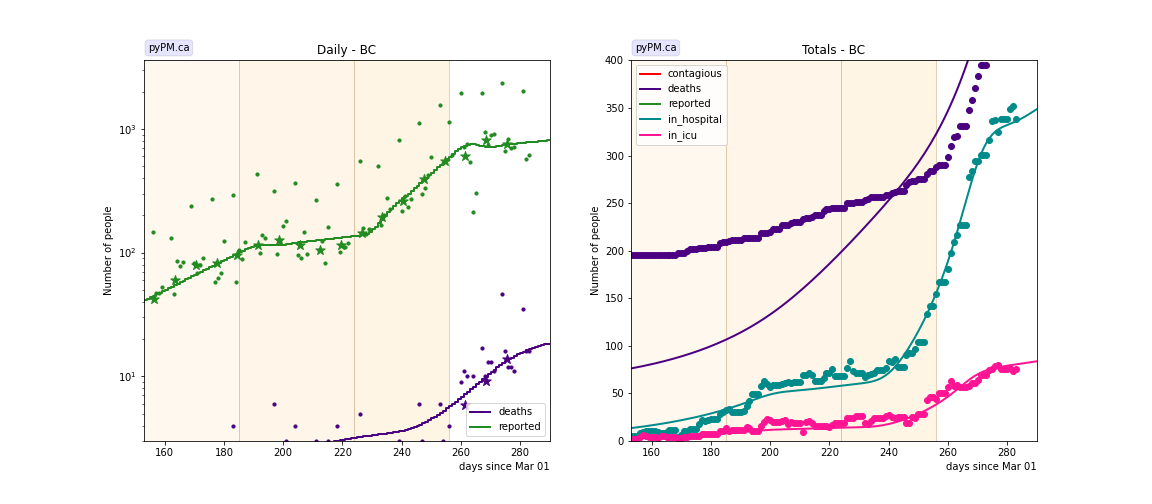 pyPM.ca
Daily - BC
Number of people
10³
10²
10¹
160
180
200
220
240
260
280
days since Mar 01
deaths
reported
pyPM.ca
Totals - BC
Number of people
400
350
300
250
200
150
100
50
0
160
180
200
220
240
260
280
days since Mar 01
contagious
deaths
reported
in_hospital
in_icu